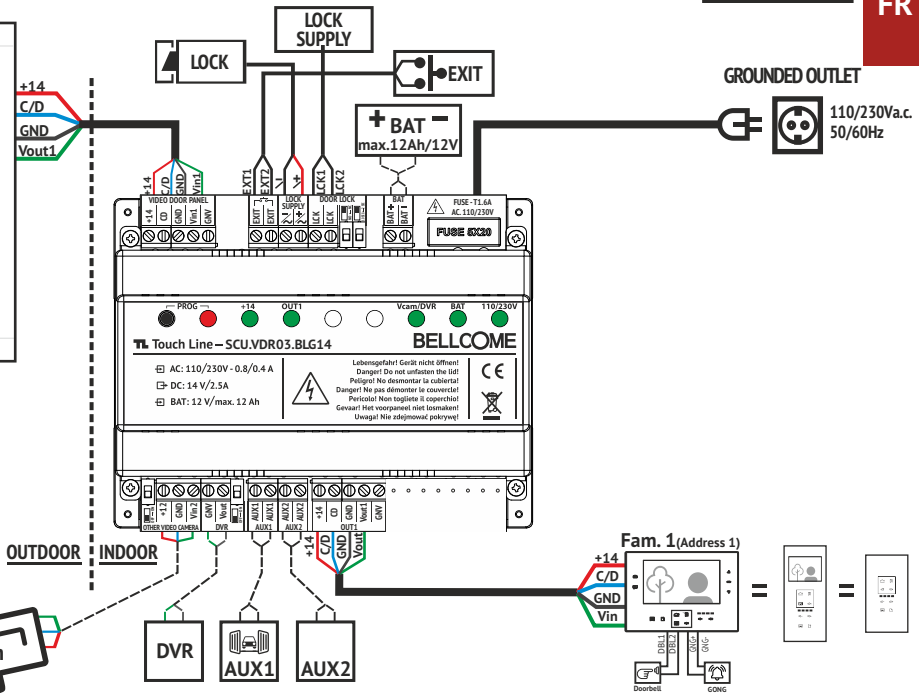 FR
LOCK
SUPPLY
LOCK
EXIT
GROUNDED OUTLET
110/230Va.c.
50/60Hz
+ BAT −
max.12Ah/12V
+14
C/D
GND
Vout1
+14
C/D
GND
Vin1
EXT1
EXT2
\-
\+
LCK1
LCK2
VIDEO DOOR PANEL
+14
CD
GND
Vin1
GNV
EXIT
EXIT
LOCK
SUPPLY
DOOR LOCK
LCK
LCK
BAT
BAT+
BAT-
FUSE - T1.6A
AC. 110/230V
FUSE 5X20
PROG
+14
OUT1
Vcam/DVR
BAT
110/230V
TL Touch Line – SCU.VDR03.BLG14
BELLCOME
AC: 110/230V - 0.8/0.4 A
DC: 14 V/2.5A
BAT: 12 V/max. 12 Ah
Lebensgefahr! Gerät nicht öffnen!
Danger! Do not unfasten the lid!
Peligro! No desmontar la cubierta!
Danger! Ne pas démonter le couvercle!
Pericolo! Non togliete il coperchio!
Gevaar! Het voorpaneel niet losmaken!
Uwaga! Nie zdejmować pokrywę!
CE
+12
GND
Vin2
OTHER VIDEO CAMERA
GNV
Vout
DVR
AUX1
AUX1
AUX1
AUX2
AUX2
AUX2
+14
CD
GND
Vout1
GNV
OUT1
+14
C/D
GND
Vout
OUTDOOR
INDOOR
DVR
AUX1
AUX2
Fam. 1(Address 1)
+14
C/D
GND
Vin
=
=
DBL1
DBL2
GNG+
GNG-
Doorbell
GONG